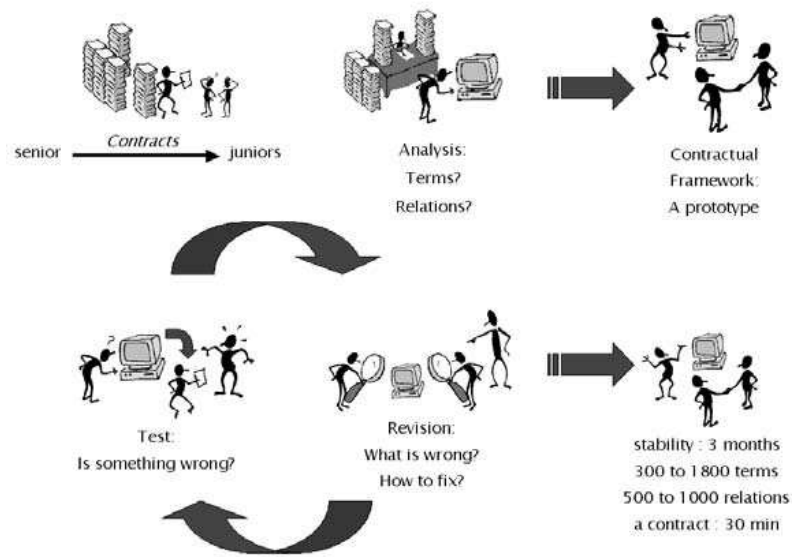 Contracts
senior juniors
Analysis:
Terms?
Relations?
Contractual
Framework:
A prototype
?
Test:
Is something wrong?
Revision:
What is wrong?
How to fix?
stability : 3 months
300 to 1800 terms
500 to 1000 relations
a contract : 30 min